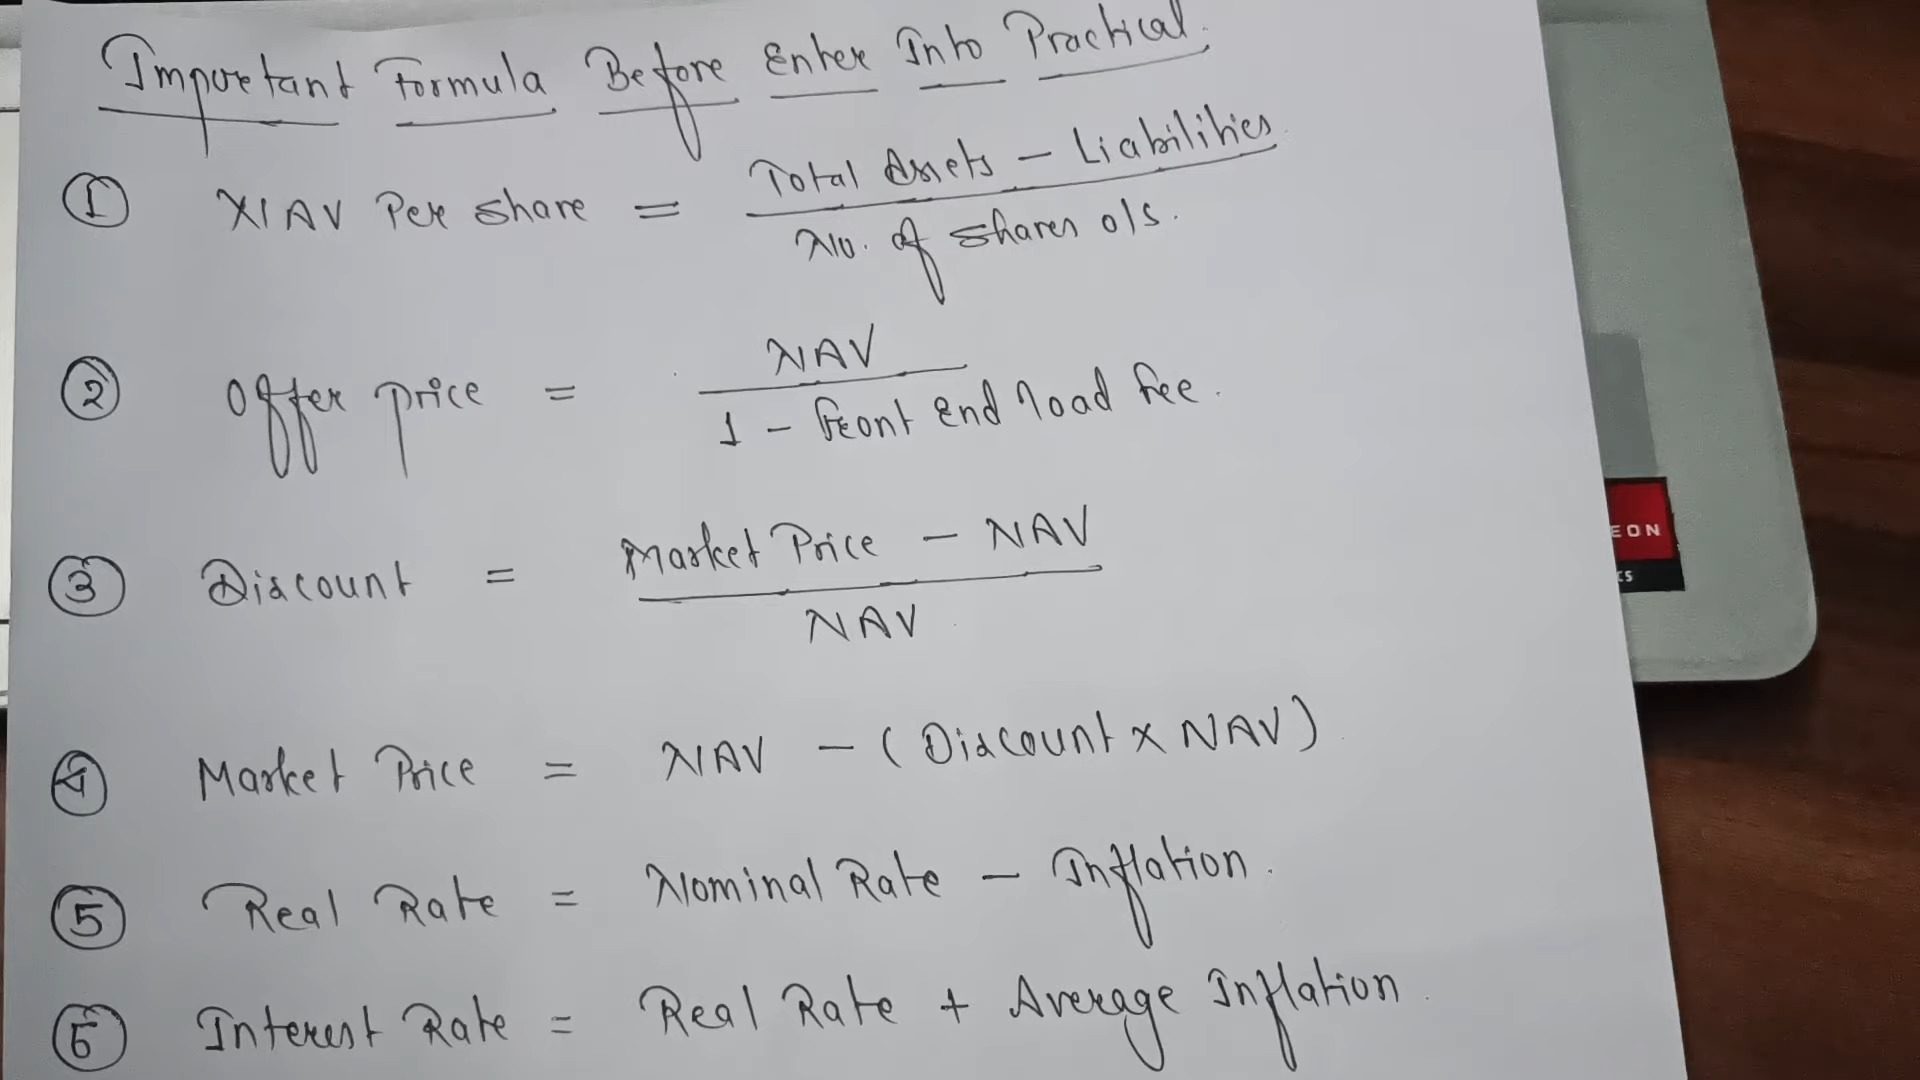 Important Formula Before Enter Into Practical.
① NAV Per share = Total Assets - Liabilities
No. of shares o/s.
② Offer price = NAV
1 - Front End load fee.
③ Discount = Market Price - NAV
NAV
④ Market Price = NAV - (Discount x NAV)
⑤ Real Rate = Nominal Rate - Inflation.
⑥ Interest Rate = Real Rate + Average Inflation.
EON
CS